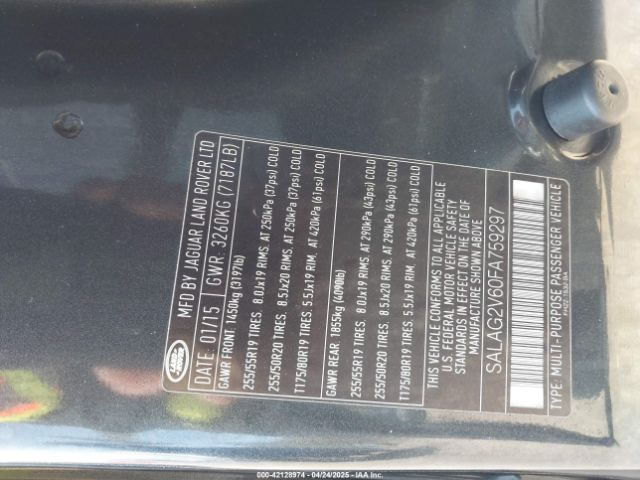 LAND-
ROVER
MFD BY JAGUAR LAND ROVER LTD
01/15 GWR 3260KG (7187LB)
GAWR FRONT 1450kg (3197lb)
255/55R19 TIRES. 8.0Jx19 RIMS. AT 250kPa (37psi) COLD
255/50R20 TIRES. 8.5Jx20 RIMS. AT 250kPa (37psi) COLD
T175/80R19 TIRES. 5.5Jx19 RIM. AT 420kPa (61psi) COLD
GAWR REAR 1855kg (4090lb)
255/55R19 TIRES. 8.0Jx19 RIMS. AT 290kPa (43psi) COLD
255/50R20 TIRES. 8.5Jx20 RIMS. AT 290kPa (43psi) COLD
T175/80R19 TIRES. 5.5Jx19 RIM. AT 420kPa (61psi) COLD
THIS VEHICLE CONFORMS TO ALL APPLICABLE
U.S. FEDERAL MOTOR VEHICLE SAFETY
STANDARDS IN EFFECT ON THE DATE OF
MANUFACTURE SHOWN ABOVE
SALAG2V60FA759297
TYPE: MULTI-PURPOSE PASSENGER VEHICLE
000-42128974 - 04/24/2025 - IAA Inc.